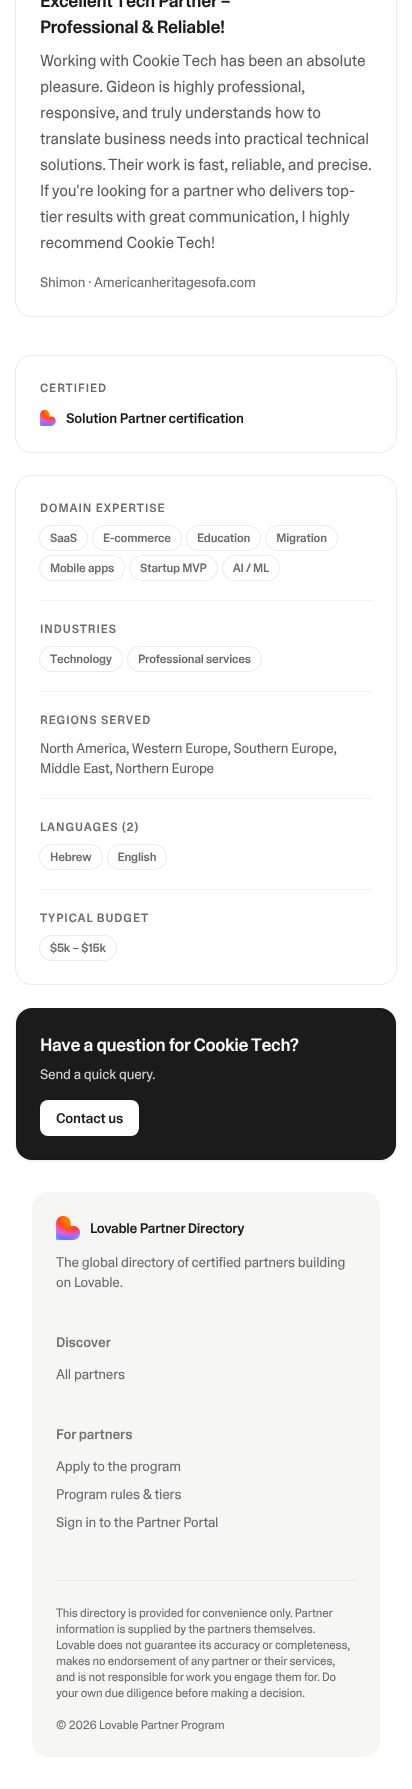 Excellent Tech Partner –
Professional & Reliable!
Working with Cookie Tech has been an absolute
pleasure. Gideon is highly professional,
responsive, and truly understands how to
translate business needs into practical technical
solutions. Their work is fast, reliable, and precise.
If you're looking for a partner who delivers top-
tier results with great communication, I highly
recommend Cookie Tech!
Shimon · Americanheritagesofa.com
CERTIFIED
Solution Partner certification
DOMAIN EXPERTISE
SaaS E-commerce Education Migration
Mobile apps Startup MVP AI / ML
INDUSTRIES
Technology Professional services
REGIONS SERVED
North America, Western Europe, Southern Europe,
Middle East, Northern Europe
LANGUAGES (2)
Hebrew English
TYPICAL BUDGET
$5k – $15k
Have a question for Cookie Tech?
Send a quick query.
Contact us
Lovable Partner Directory
The global directory of certified partners building
on Lovable.
Discover
All partners
For partners
Apply to the program
Program rules & tiers
Sign in to the Partner Portal
This directory is provided for convenience only. Partner
information is supplied by the partners themselves.
Lovable does not guarantee its accuracy or completeness,
makes no endorsement of any partner or their services,
and is not responsible for work you engage them for. Do
your own due diligence before making a decision.
© 2026 Lovable Partner Program